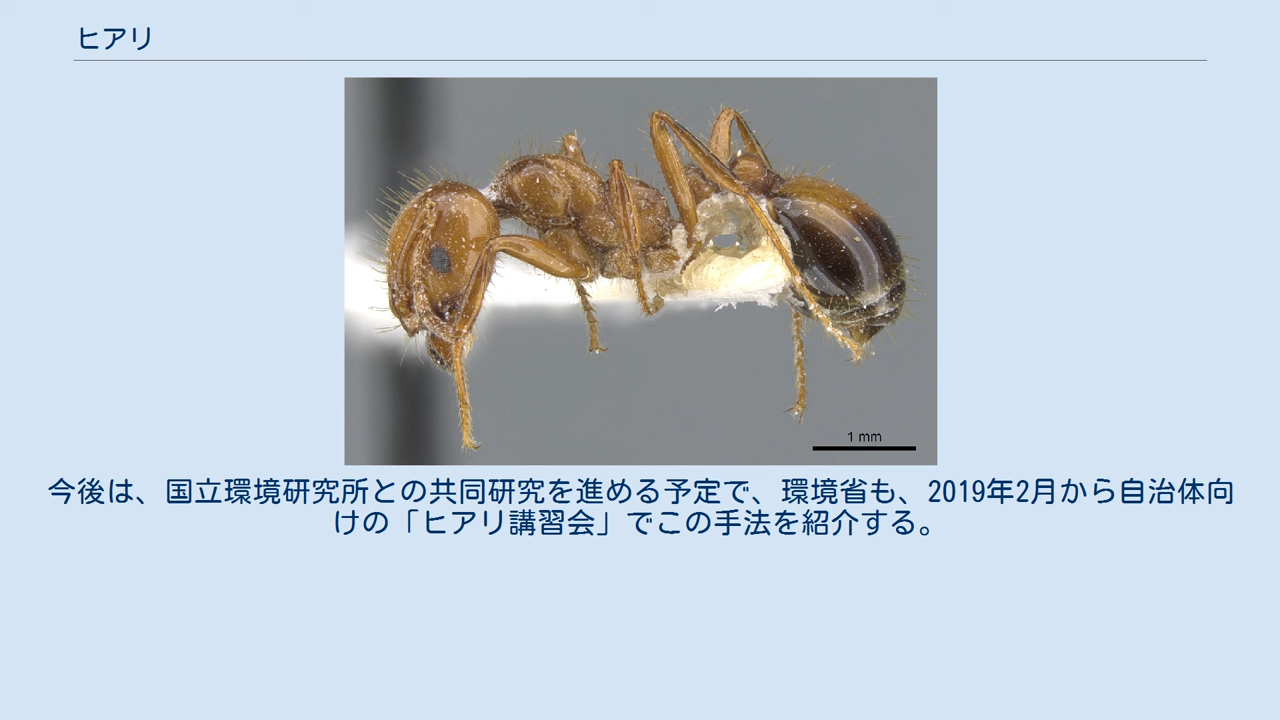 ヒアリ
1 mm
今後は、国立環境研究所との共同研究を進める予定で、環境省も、2019年2月から自治体向
けの「ヒアリ講習会」でこの手法を紹介する。